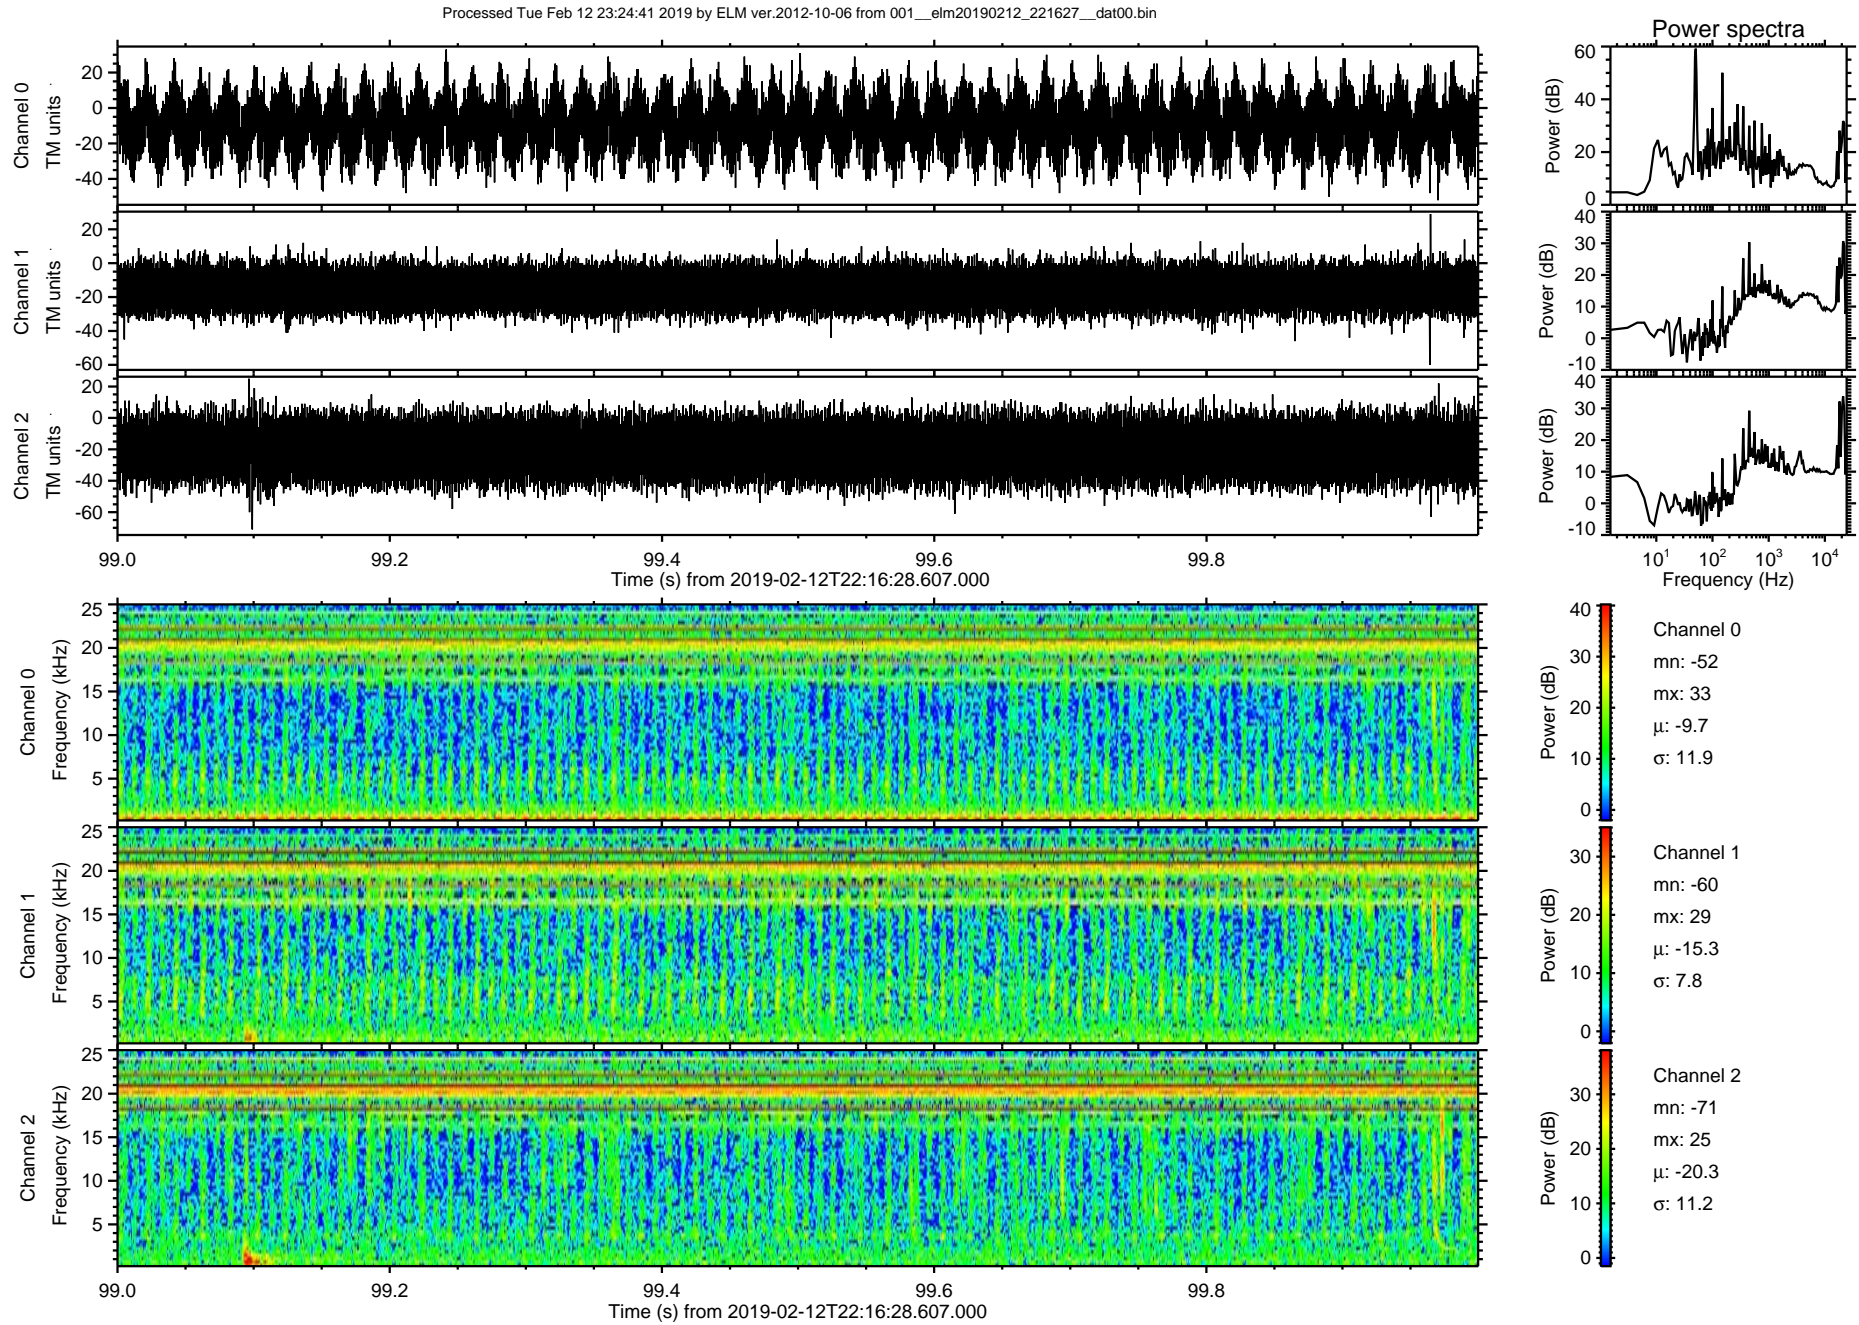 Processed Tue Feb 12 23:24:41 2019 by ELM ver.2012-10-06 from 001__elm20190212_221627__dat00.bin
Power spectra
Channel 0
TM units
20
0
-20
-40
Power (dB)
60
40
20
0
Channel 1
TM units
20
0
-20
-40
-60
Power (dB)
40
30
20
10
0
-10
Channel 2
TM units
20
0
-20
-40
-60
Power (dB)
40
30
20
10
0
-10
99.0 99.2 99.4 99.6 99.8
Time (s) from 2019-02-12T22:16:28.607.000
10¹ 10² 10³ 10⁴
Frequency (Hz)
Channel 0
Frequency (kHz)
25
20
15
10
5
Power (dB)
40
30
20
10
0
Channel 0
mn: -52
mx: 33
μ: -9.7
σ: 11.9
Channel 1
Frequency (kHz)
25
20
15
10
5
Power (dB)
30
20
10
0
Channel 1
mn: -60
mx: 29
μ: -15.3
σ: 7.8
Channel 2
Frequency (kHz)
25
20
15
10
5
Power (dB)
30
20
10
0
Channel 2
mn: -71
mx: 25
μ: -20.3
σ: 11.2
99.0 99.2 99.4 99.6 99.8
Time (s) from 2019-02-12T22:16:28.607.000